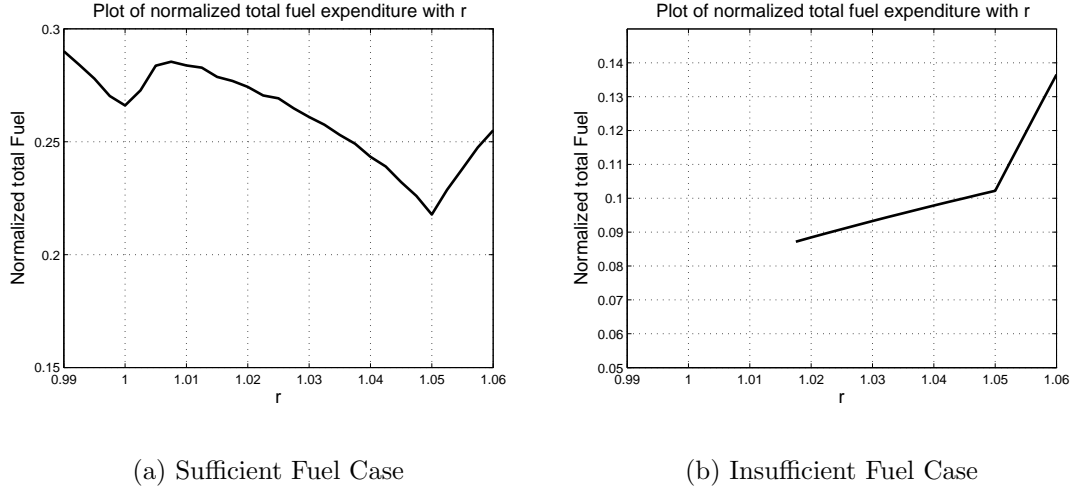 Plot of normalized total fuel expenditure with r
0.3
0.25
0.2
0.15
Normalized total Fuel
0.99 1 1.01 1.02 1.03 1.04 1.05 1.06
r
(a) Sufficient Fuel Case
Plot of normalized total fuel expenditure with r
0.14
0.13
0.12
0.11
0.1
0.09
0.08
0.07
0.06
0.05
Normalized total Fuel
0.99 1 1.01 1.02 1.03 1.04 1.05 1.06
r
(b) Insufficient Fuel Case